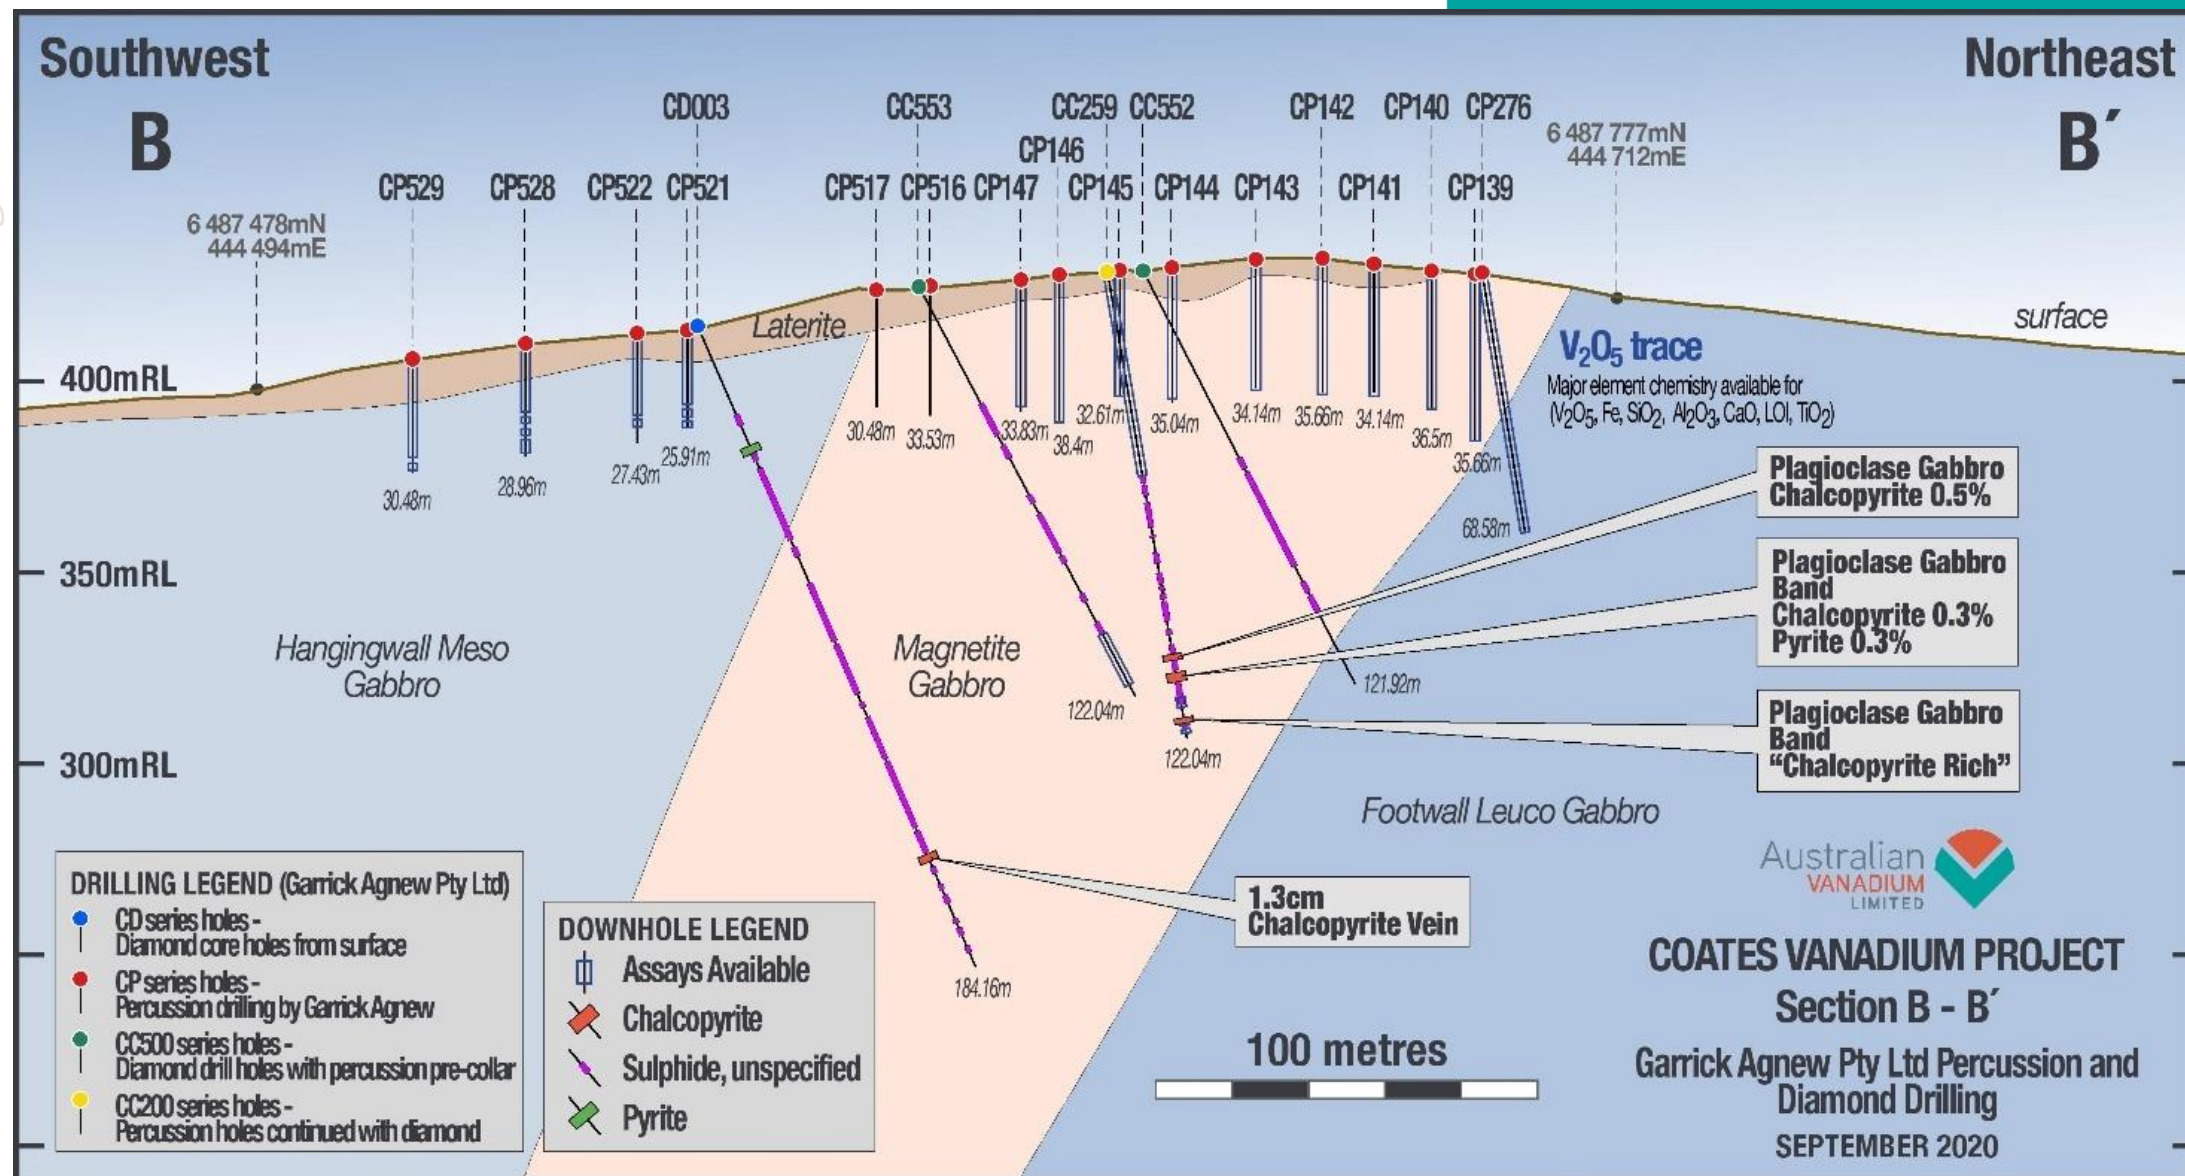 Southwest
Northeast
B
B´
CD003
CC553
CC259
CC552
CP142
CP140
CP276
CP146
6 487 777mN
444 712mE
CP529
CP528
CP522
CP521
CP517
CP516
CP147
CP145
CP144
CP143
CP141
CP139
6 487 478mN
444 494mE
Laterite
surface
V₂O₅ trace
Major element chemistry available for
(V₂O₅, Fe, SiO₂, Al₂O₃, CaO, LOI, TiO₂)
400mRL
350mRL
300mRL
30.48m
28.96m
27.43m
25.91m
30.48m
33.53m
33.83m
38.4m
32.61m
35.04m
34.14m
35.66m
34.14m
36.5m
35.66m
68.58m
Plagioclase Gabbro
Chalcopyrite 0.5%
Plagioclase Gabbro
Band
Chalcopyrite 0.3%
Pyrite 0.3%
Plagioclase Gabbro
Band
“Chalcopyrite Rich”
Hangingwall Meso
Gabbro
Magnetite
Gabbro
122.04m
122.04m
121.92m
Footwall Leuco Gabbro
1.3cm
Chalcopyrite Vein
184.16m
DRILLING LEGEND (Garrick Agnew Pty Ltd)
CD series holes -
Diamond core holes from surface
CP series holes -
Percussion drilling by Garrick Agnew
CC500 series holes -
Diamond drill holes with percussion pre-collar
CC200 series holes -
Percussion holes continued with diamond
DOWNHOLE LEGEND
Assays Available
Chalcopyrite
Sulphide, unspecified
Pyrite
100 metres
Australian
VANADIUM
LIMITED
COATES VANADIUM PROJECT
Section B - B´
Garrick Agnew Pty Ltd Percussion and
Diamond Drilling
SEPTEMBER 2020